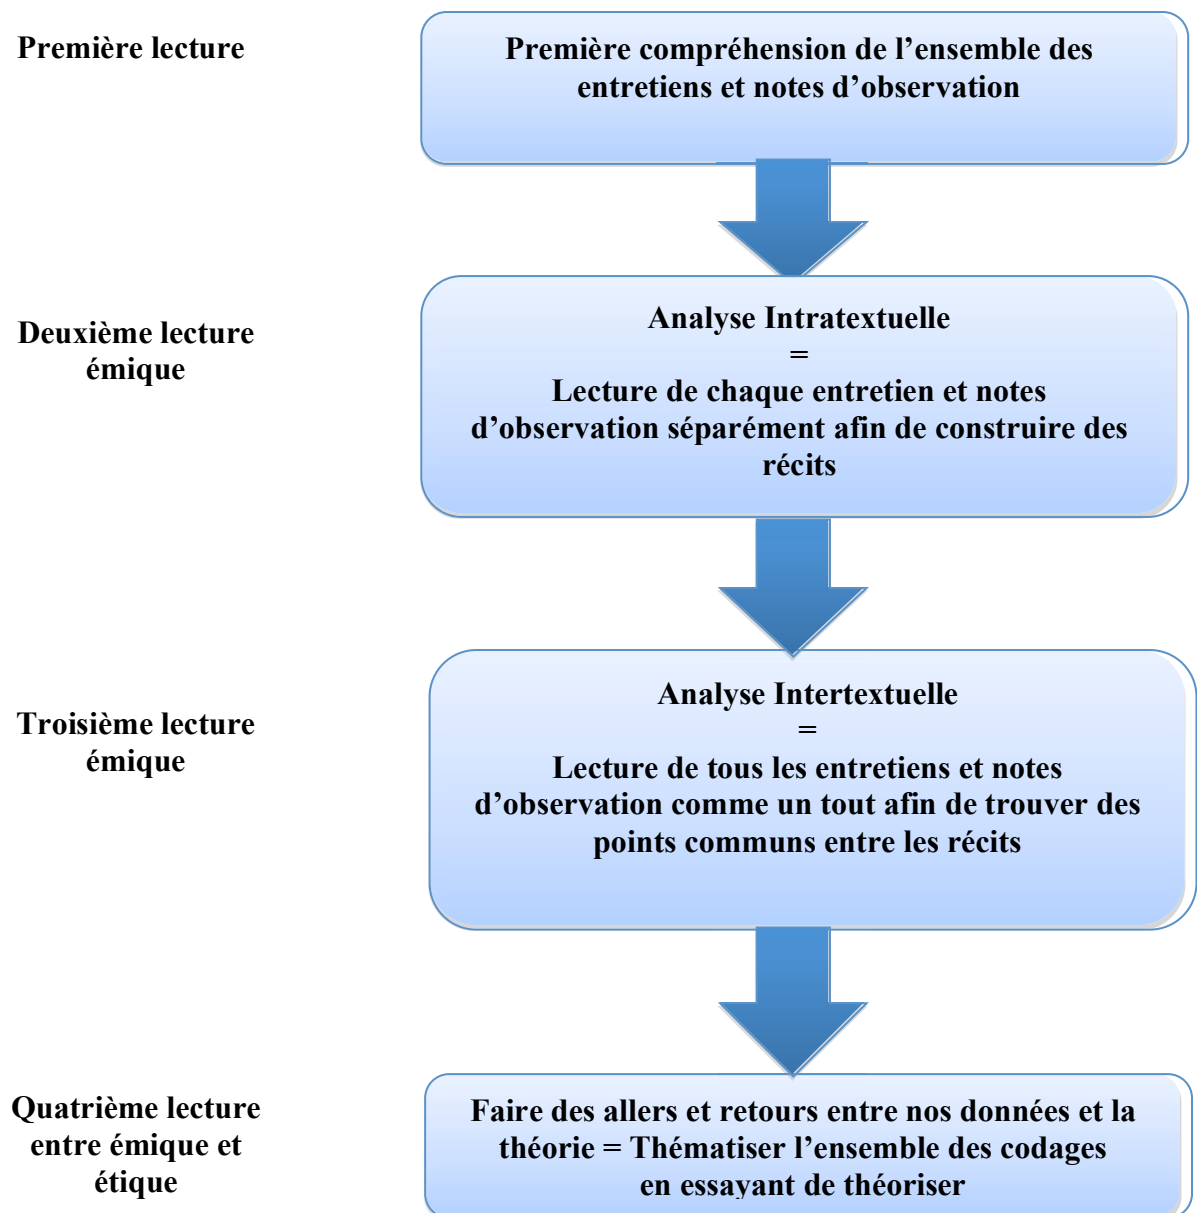 Première lecture
Première compréhension de l’ensemble des
entretiens et notes d’observation
Deuxième lecture
émique
Analyse Intratextuelle
=
Lecture de chaque entretien et notes
d’observation séparément afin de construire des
récits
Troisième lecture
émique
Analyse Intertextuelle
=
Lecture de tous les entretiens et notes
d’observation comme un tout afin de trouver des
points communs entre les récits
Quatrième lecture
entre émique et
étique
Faire des allers et retours entre nos données et la
théorie = Thématiser l’ensemble des codages
en essayant de théoriser